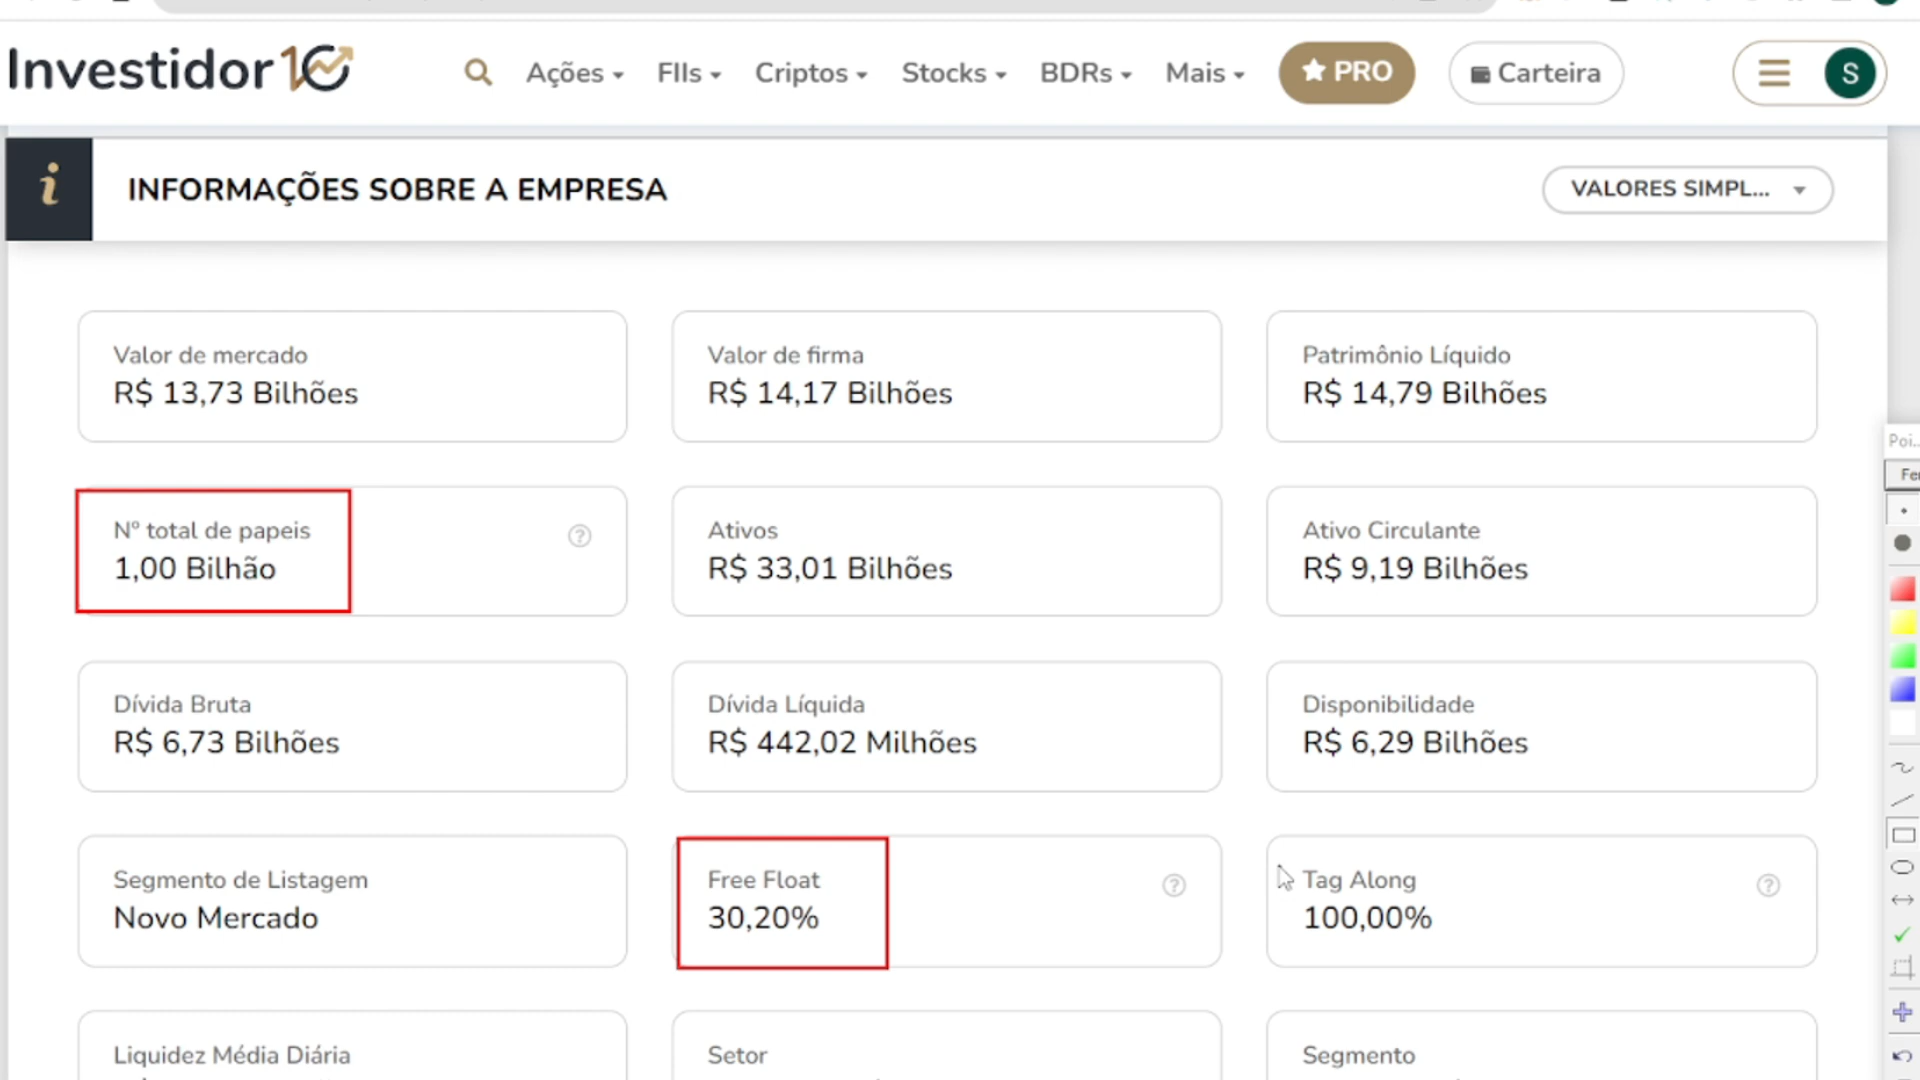 Investidor10
Ações
FIIs
Criptos
Stocks
BDRs
Mais
PRO
Carteira
S
i
INFORMAÇÕES SOBRE A EMPRESA
VALORES SIMPL...
Valor de mercado
R$ 13,73 Bilhões
Valor de firma
R$ 14,17 Bilhões
Patrimônio Líquido
R$ 14,79 Bilhões
Poi...
Fe
Nº total de papeis
1,00 Bilhão
?
Ativos
R$ 33,01 Bilhões
Ativo Circulante
R$ 9,19 Bilhões
Dívida Bruta
R$ 6,73 Bilhões
Dívida Líquida
R$ 442,02 Milhões
Disponibilidade
R$ 6,29 Bilhões
Segmento de Listagem
Novo Mercado
Free Float
30,20%
?
Tag Along
100,00%
?
Liquidez Média Diária
Setor
Segmento